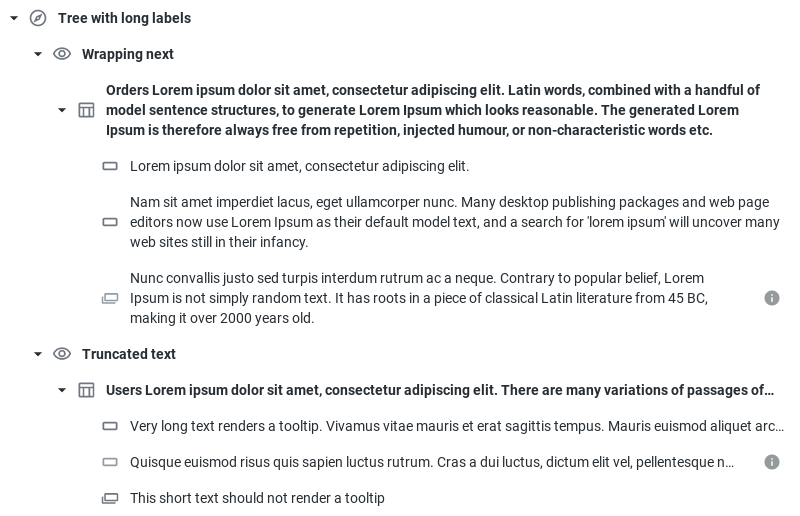 Tree with long labels
Wrapping next
Orders Lorem ipsum dolor sit amet, consectetur adipiscing elit. Latin words, combined with a handful of
model sentence structures, to generate Lorem Ipsum which looks reasonable. The generated Lorem
Ipsum is therefore always free from repetition, injected humour, or non-characteristic words etc.
Lorem ipsum dolor sit amet, consectetur adipiscing elit.
Nam sit amet imperdiet lacus, eget ullamcorper nunc. Many desktop publishing packages and web page
editors now use Lorem Ipsum as their default model text, and a search for 'lorem ipsum' will uncover many
web sites still in their infancy.
Nunc convallis justo sed turpis interdum rutrum ac a neque. Contrary to popular belief, Lorem
Ipsum is not simply random text. It has roots in a piece of classical Latin literature from 45 BC,
making it over 2000 years old.
Truncated text
Users Lorem ipsum dolor sit amet, consectetur adipiscing elit. There are many variations of passages of…
Very long text renders a tooltip. Vivamus vitae mauris et erat sagittis tempus. Mauris euismod aliquet arc…
Quisque euismod risus quis sapien luctus rutrum. Cras a dui luctus, dictum elit vel, pellentesque n…
This short text should not render a tooltip